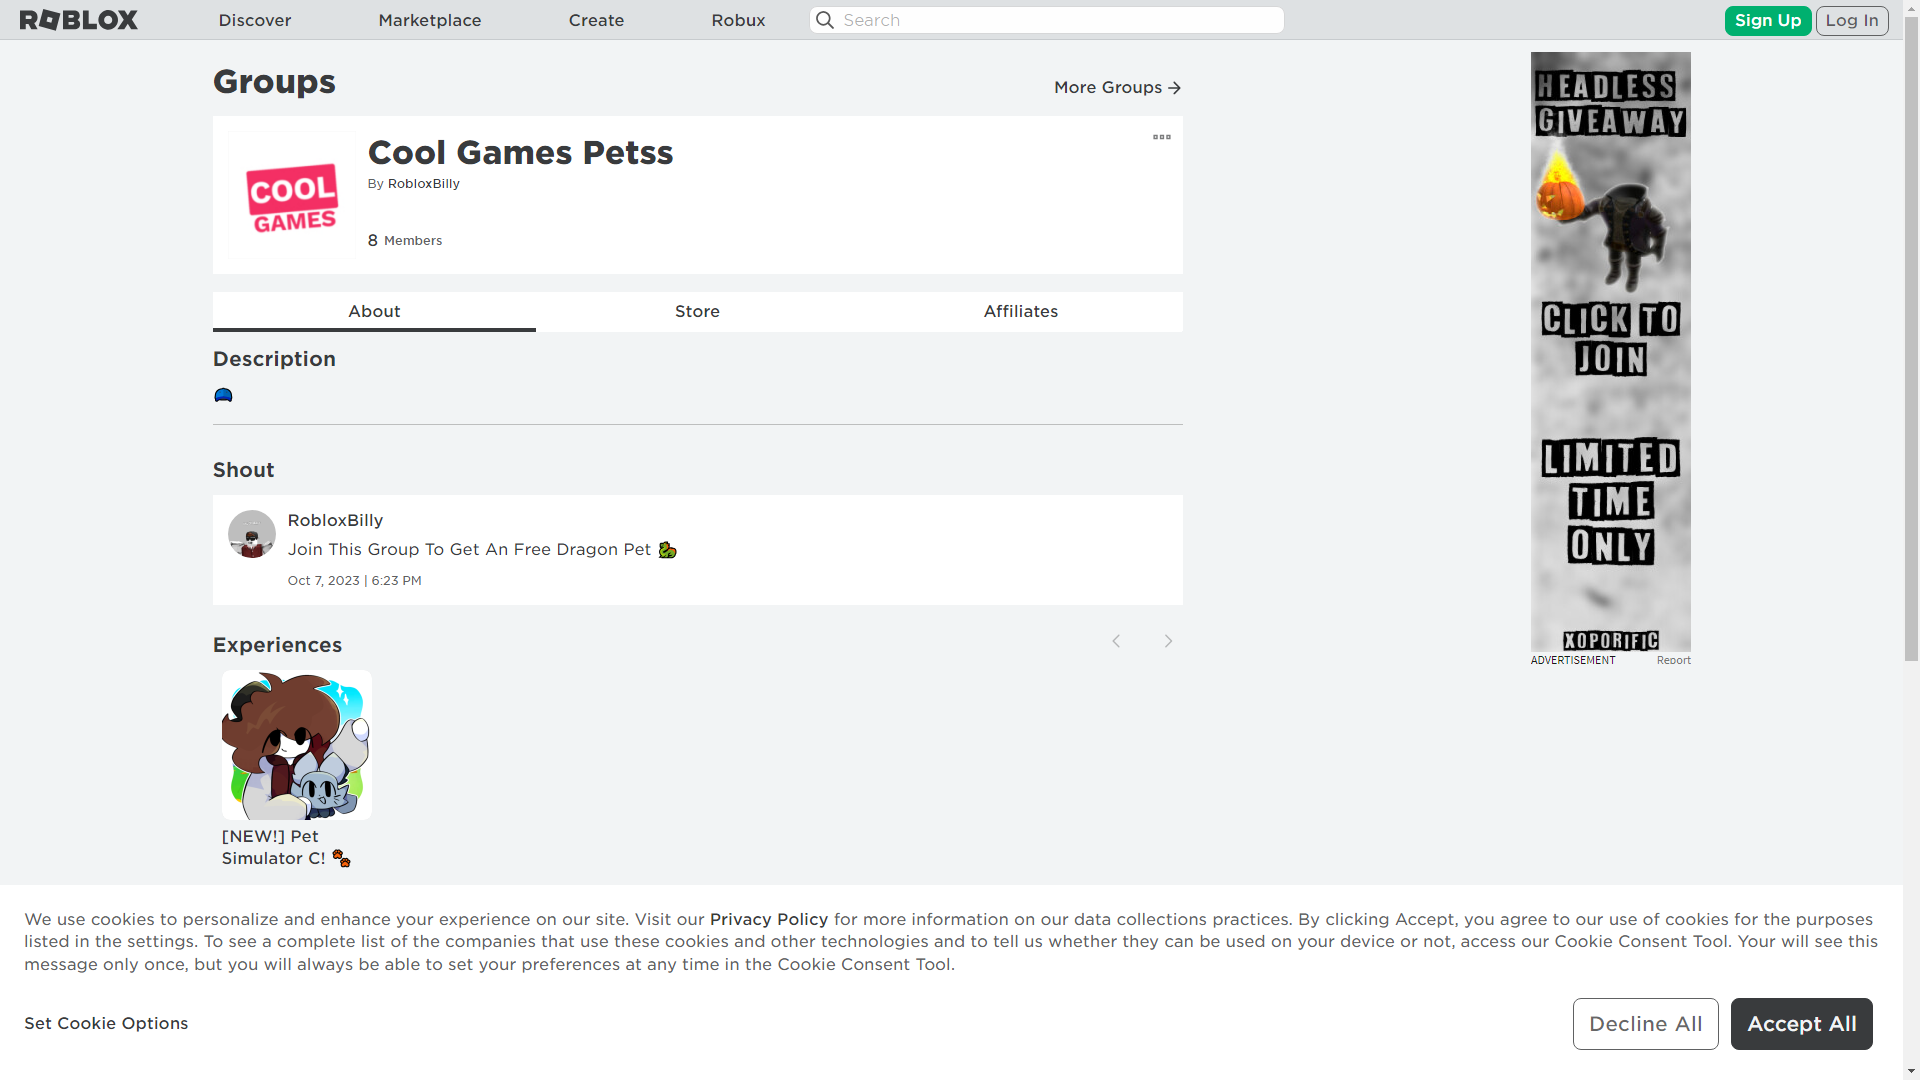 ROBLOX
Discover
Marketplace
Create
Robux
Search
Sign Up
Log In
Groups
More Groups
COOL
GAMES
Cool Games Petss
By RobloxBilly
8 Members
About
Store
Affiliates
Description
Shout
RobloxBilly
Join This Group To Get An Free Dragon Pet 🐉
Oct 7, 2023 | 6:23 PM
Experiences
[NEW!] Pet
Simulator C! 🐾
HEADLESS
GIVEAWAY
CLICK TO
JOIN
LIMITED
TIME
ONLY
XOPORIFIC
ADVERTISEMENT
Report
We use cookies to personalize and enhance your experience on our site. Visit our Privacy Policy for more information on our data collections practices. By clicking Accept, you agree to our use of cookies for the purposes
listed in the settings. To see a complete list of the companies that use these cookies and other technologies and to tell us whether they can be used on your device or not, access our Cookie Consent Tool. Your will see this
message only once, but you will always be able to set your preferences at any time in the Cookie Consent Tool.
Set Cookie Options
Decline All
Accept All